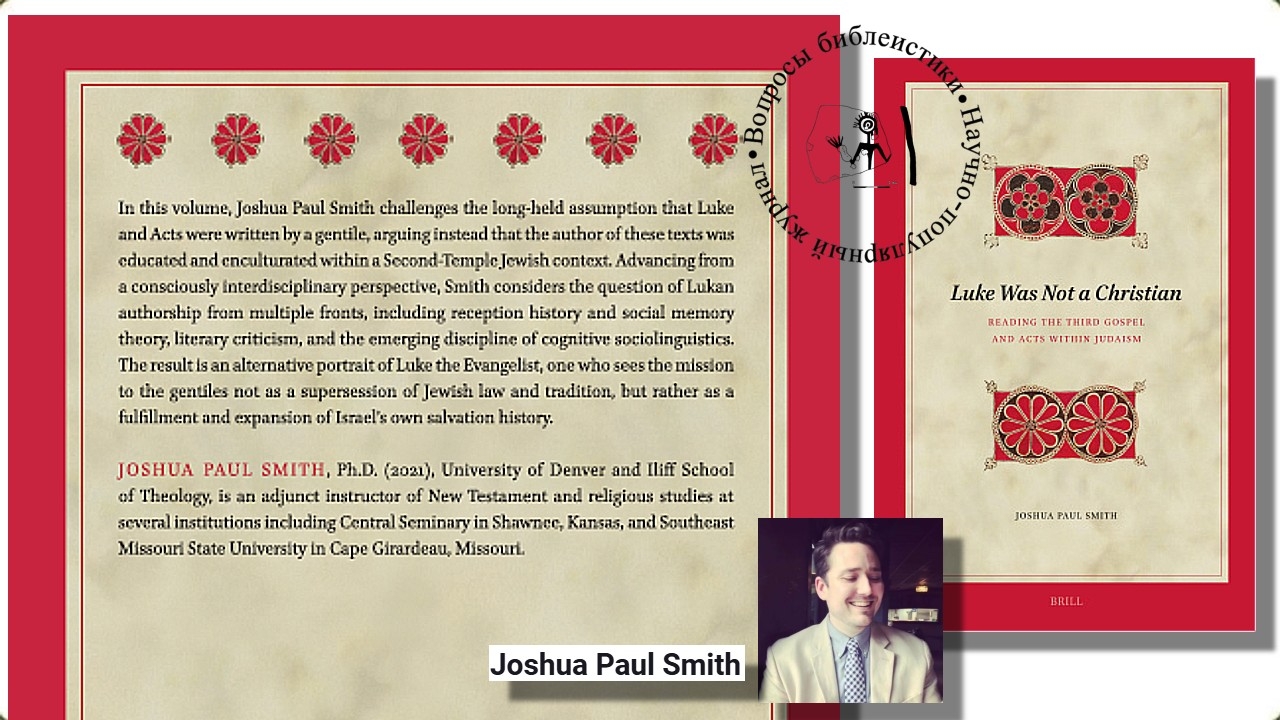 In this volume, Joshua Paul Smith challenges the long-held assumption that Luke
and Acts were written by a gentile, arguing instead that the author of these texts was
educated and enculturated within a Second-Temple Jewish context. Advancing from
a consciously interdisciplinary perspective, Smith considers the question of Lukan
authorship from multiple fronts, including reception history and social memory
theory, literary criticism, and the emerging discipline of cognitive sociolinguistics.
The result is an alternative portrait of Luke the Evangelist, one who sees the mission
to the gentiles not as a supersession of Jewish law and tradition, but rather as a
fulfillment and expansion of Israel's own salvation history.
JOSHUA PAUL SMITH, Ph.D. (2021), University of Denver and Iliff School
of Theology, is an adjunct instructor of New Testament and religious studies at
several institutions including Central Seminary in Shawnee, Kansas, and Southeast
Missouri State University in Cape Girardeau, Missouri.
Joshua Paul Smith
• Вопросы библеистики • Научно-популярный журнал
Luke Was Not a Christian
READING THE THIRD GOSPEL
AND ACTS WITHIN JUDAISM
JOSHUA PAUL SMITH
BRILL